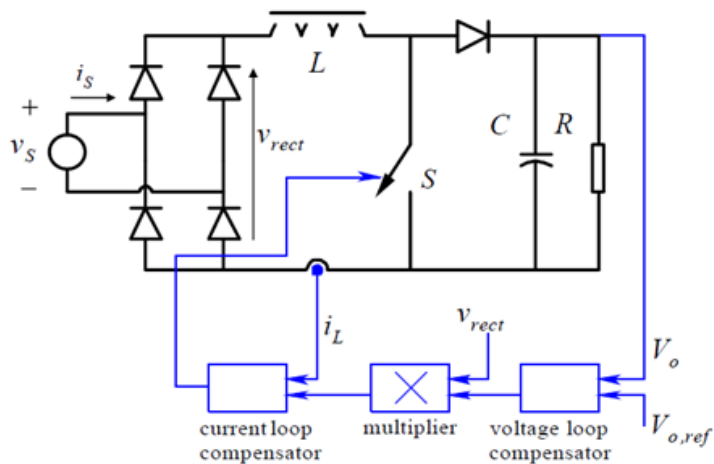 L
i_S
+
v_S
−
v_rect
S
C
R
i_L
v_rect
V_o
V_o,ref
current loop
compensator
multiplier
voltage loop
compensator